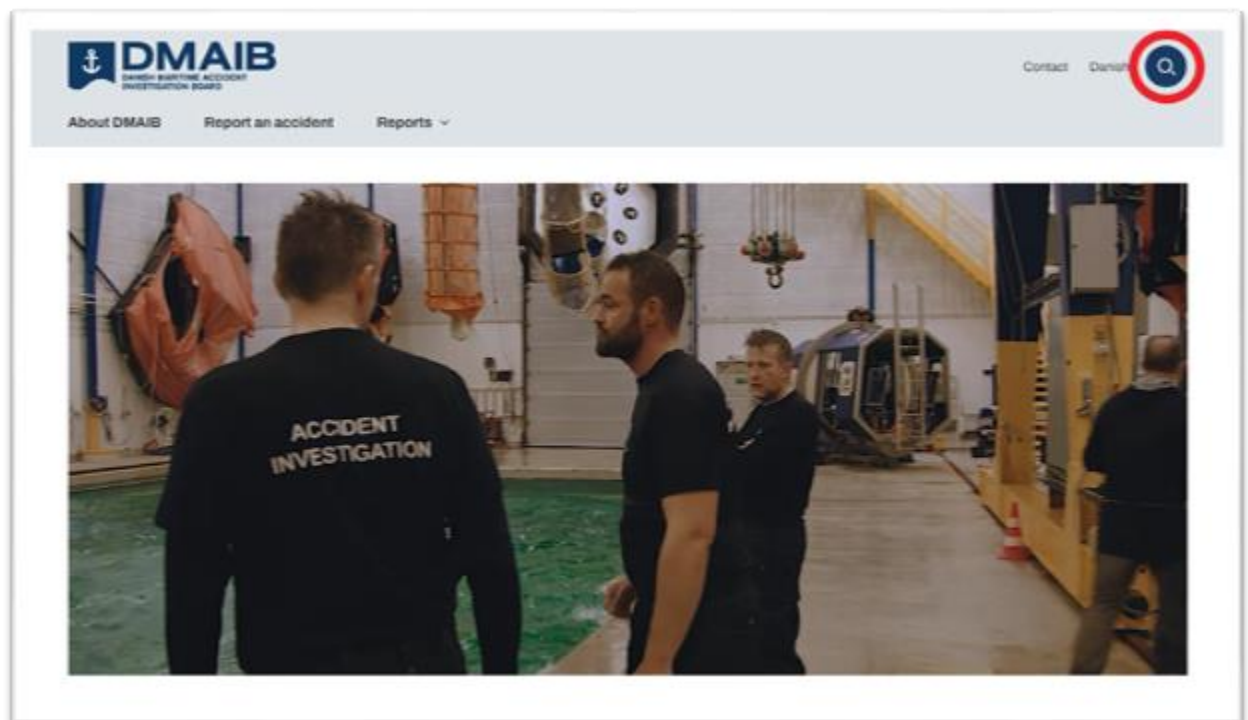 DMAIB
DANISH MARITIME ACCIDENT
INVESTIGATION BOARD
Contact Danish
About DMAIB Report an accident Reports
ACCIDENT
INVESTIGATION